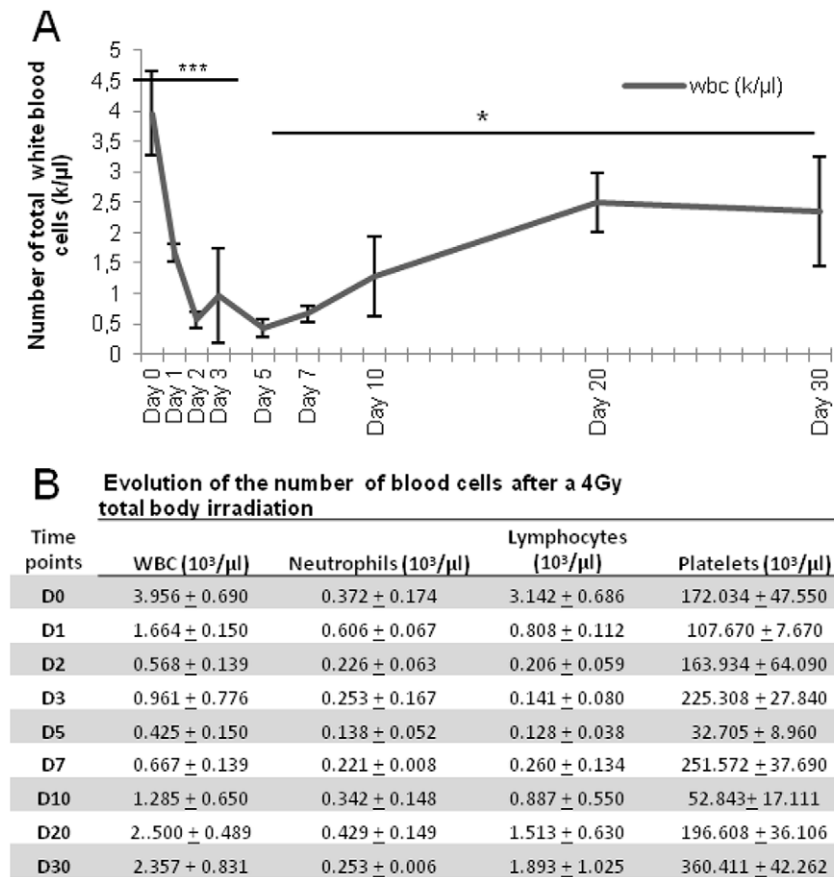 A
Number of total white blood cells (k/µl)
5
4,5
4
3,5
3
2,5
2
1,5
1
0,5
0
***
*
wbc (k/µl)
Day 0
Day 1
Day 2
Day 3
Day 5
Day 7
Day 10
Day 20
Day 30
B Evolution of the number of blood cells after a 4Gy
total body irradiation
Time points WBC (10³/µl) Neutrophils (10³/µl) Lymphocytes (10³/µl) Platelets (10³/µl)
D0 3.956 ± 0.690 0.372 ± 0.174 3.142 ± 0.686 172.034 ± 47.550
D1 1.664 ± 0.150 0.606 ± 0.067 0.808 ± 0.112 107.670 ± 7.670
D2 0.568 ± 0.139 0.226 ± 0.063 0.206 ± 0.059 163.934 ± 64.090
D3 0.961 ± 0.776 0.253 ± 0.167 0.141 ± 0.080 225.308 ± 27.840
D5 0.425 ± 0.150 0.138 ± 0.052 0.128 ± 0.038 32.705 ± 8.960
D7 0.667 ± 0.139 0.221 ± 0.008 0.260 ± 0.134 251.572 ± 37.690
D10 1.285 ± 0.650 0.342 ± 0.148 0.887 ± 0.550 52.843± 17.111
D20 2..500 ± 0.489 0.429 ± 0.149 1.513 ± 0.630 196.608 ± 36.106
D30 2.357 + 0.831 0.253 ± 0.006 1.893 + 1.025 360.411 ± 42.262